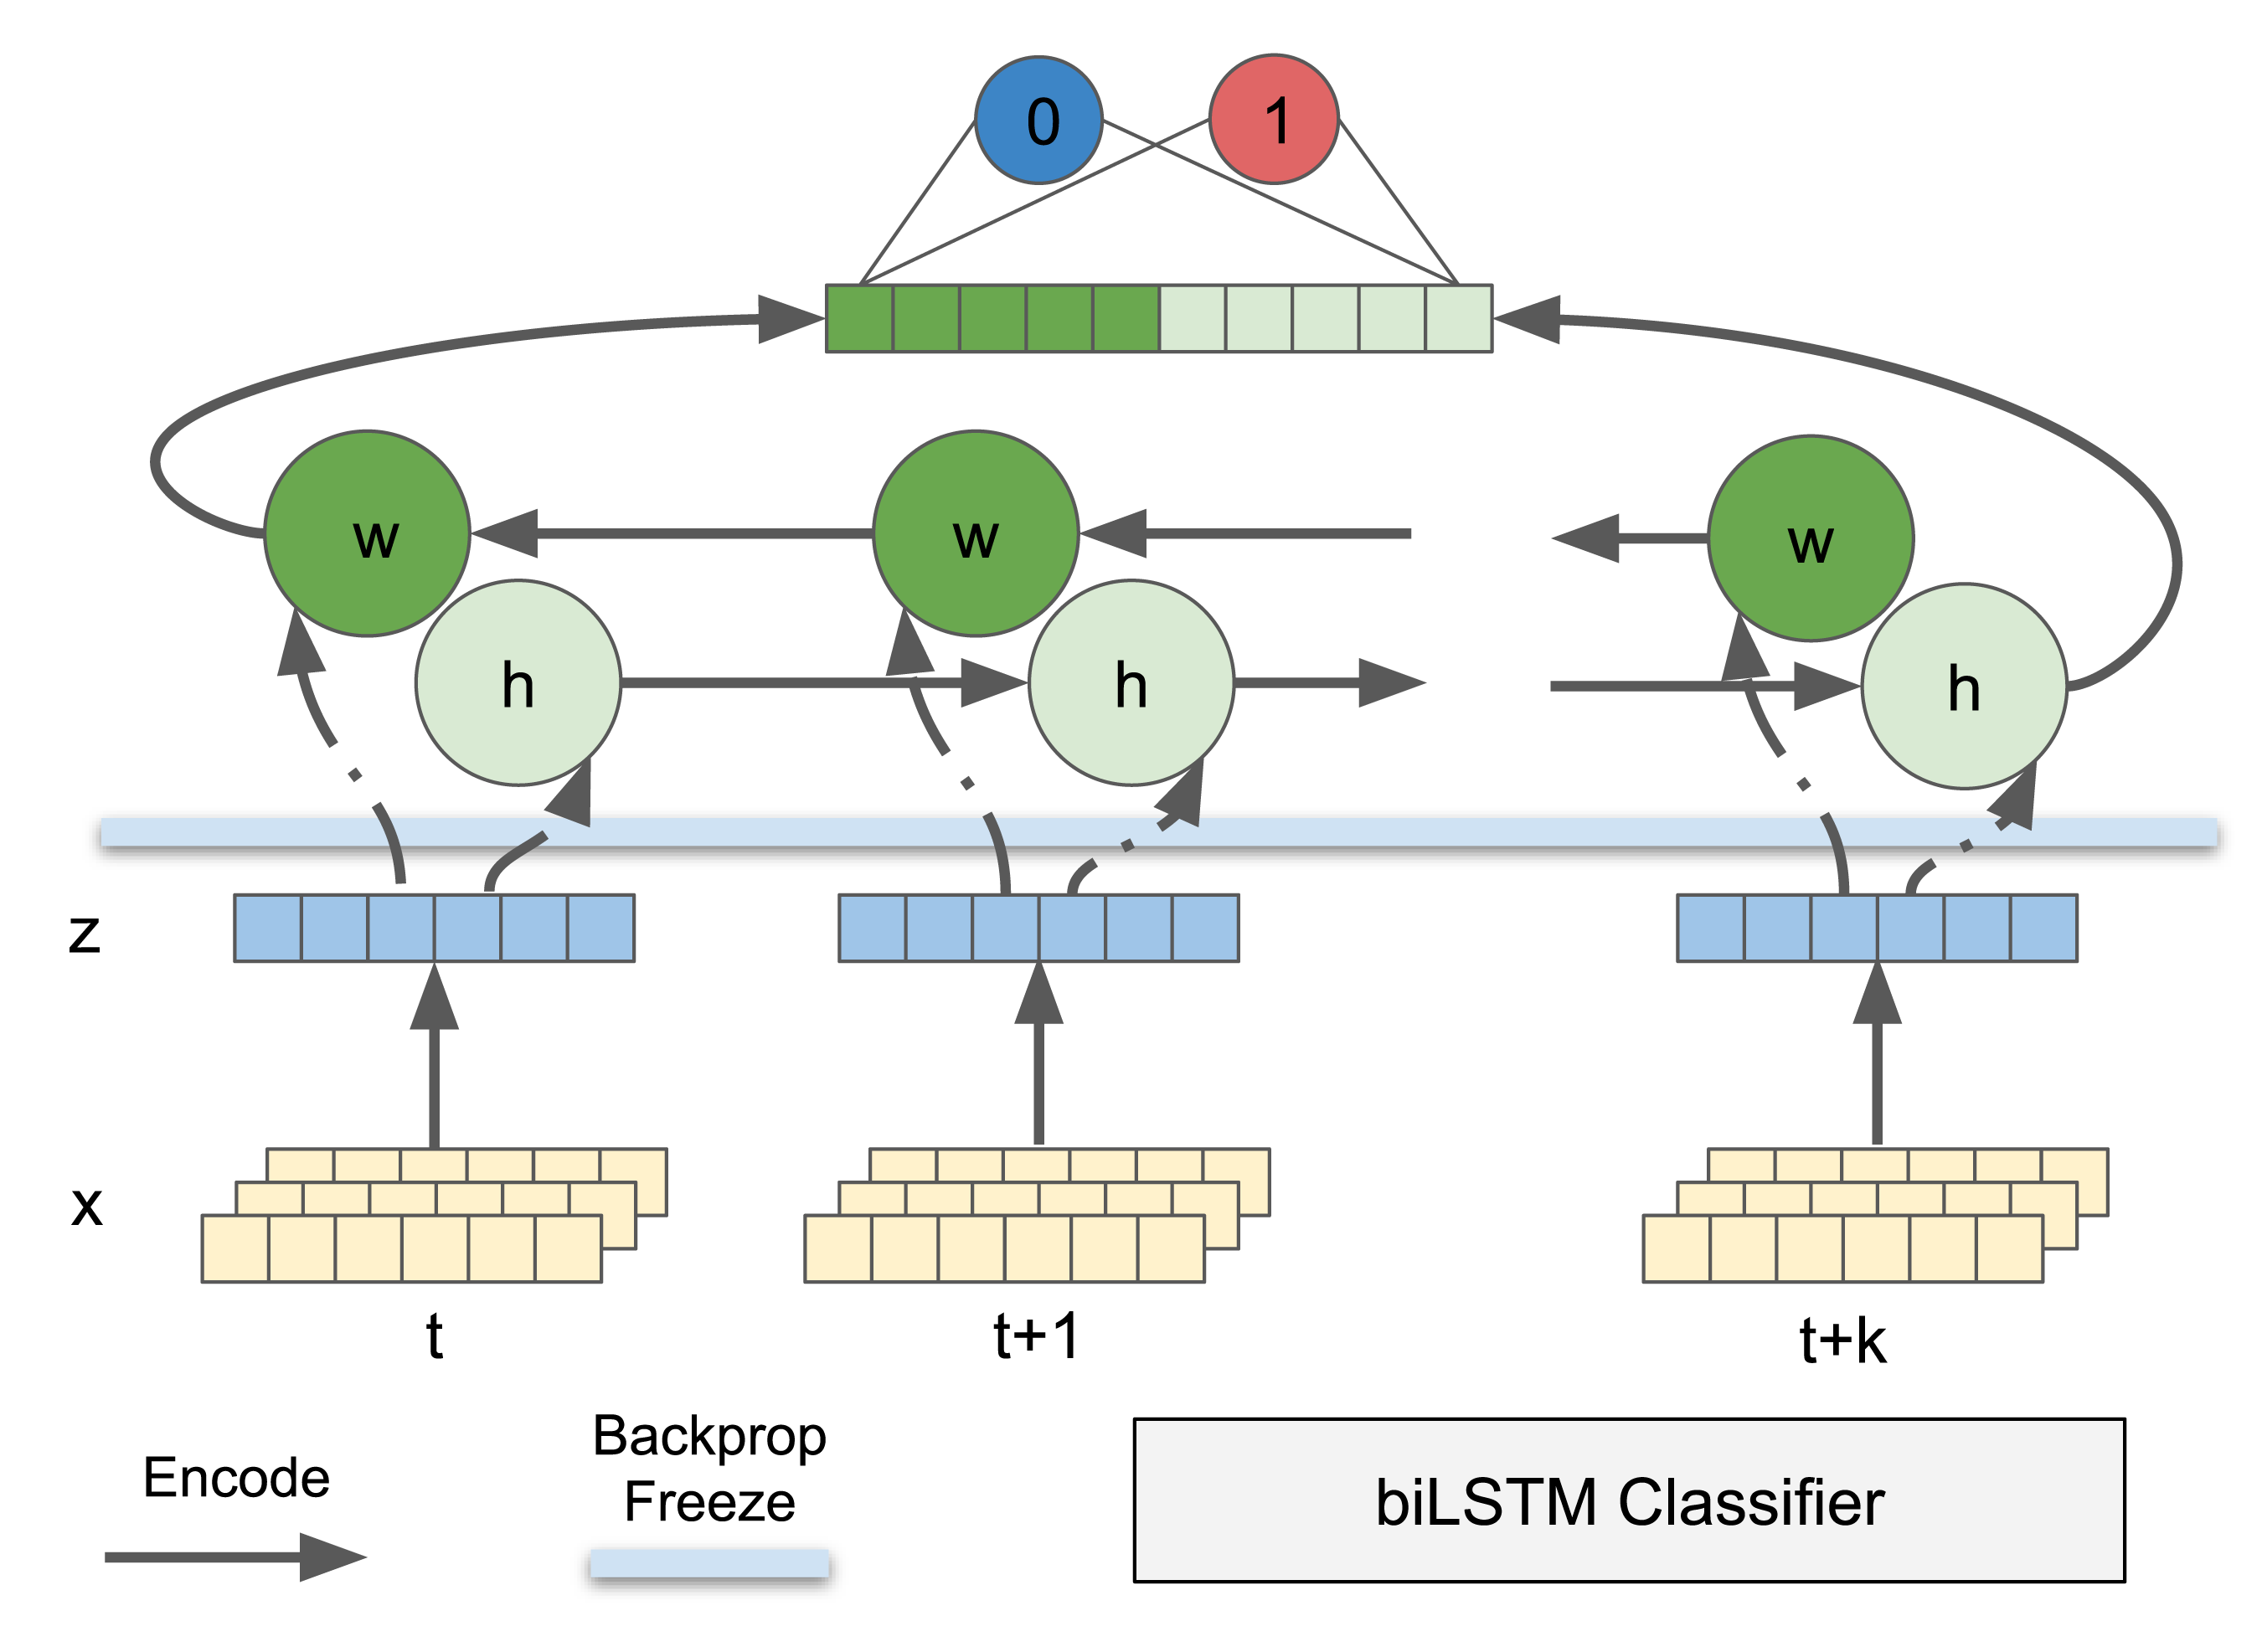 0
1
w
w
w
h
h
h
z
x
t
t+1
t+k
Encode
Backprop
Freeze
biLSTM Classifier